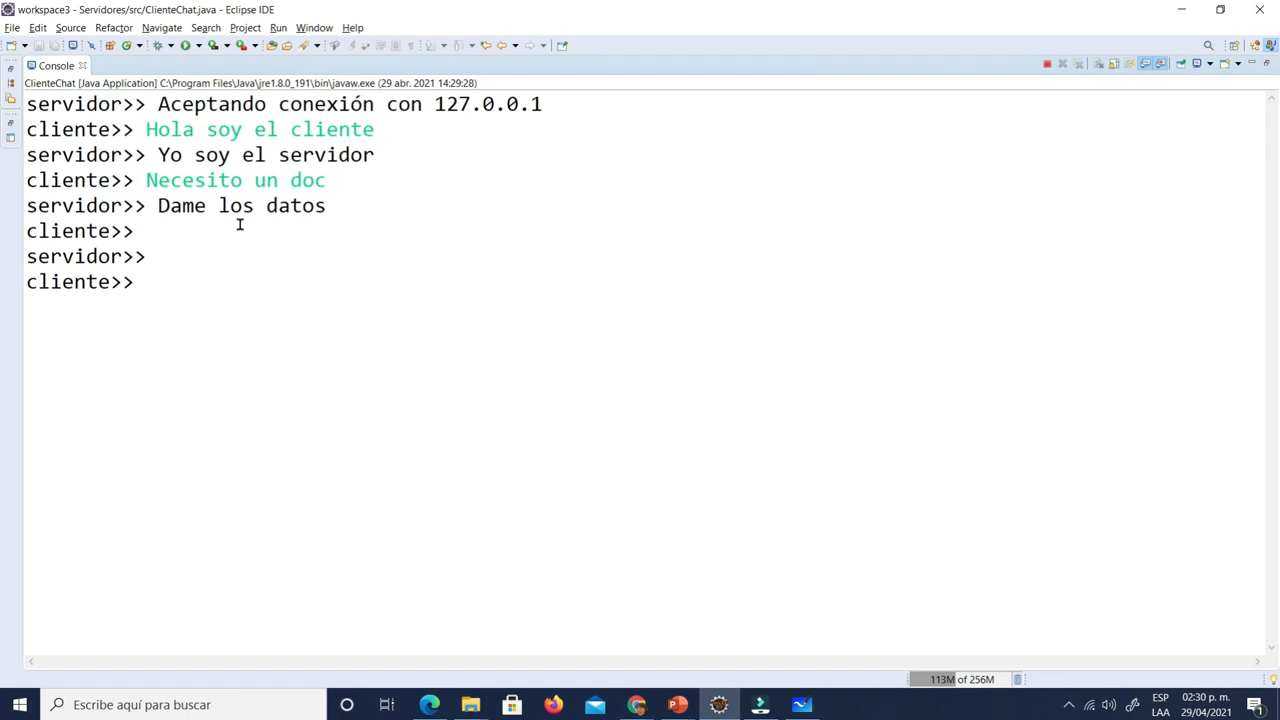 workspace3 - Servidores/src/ClienteChat.java - Eclipse IDE
File Edit Source Refactor Navigate Search Project Run Window Help
Console
ClienteChat [Java Application] C:\Program Files\Java\jre1.8.0_191\bin\javaw.exe (29 abr. 2021 14:29:28)
servidor>> Aceptando conexión con 127.0.0.1
cliente>> Hola soy el cliente
servidor>> Yo soy el servidor
cliente>> Necesito un doc
servidor>> Dame los datos
cliente>>
servidor>>
cliente>>
113M of 256M
Escribe aquí para buscar
ESP 02:30 p. m.
LAA 29/04/2021